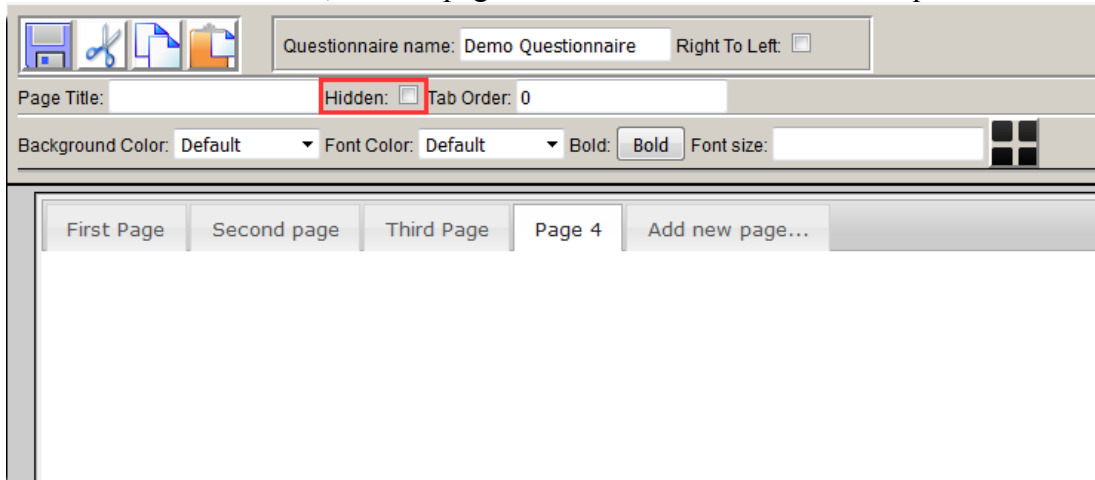 Questionnaire name: Demo Questionnaire Right To Left:
Page Title: Hidden: Tab Order: 0
Background Color: Default Font Color: Default Bold: Bold Font size:
First Page Second page Third Page Page 4 Add new page...